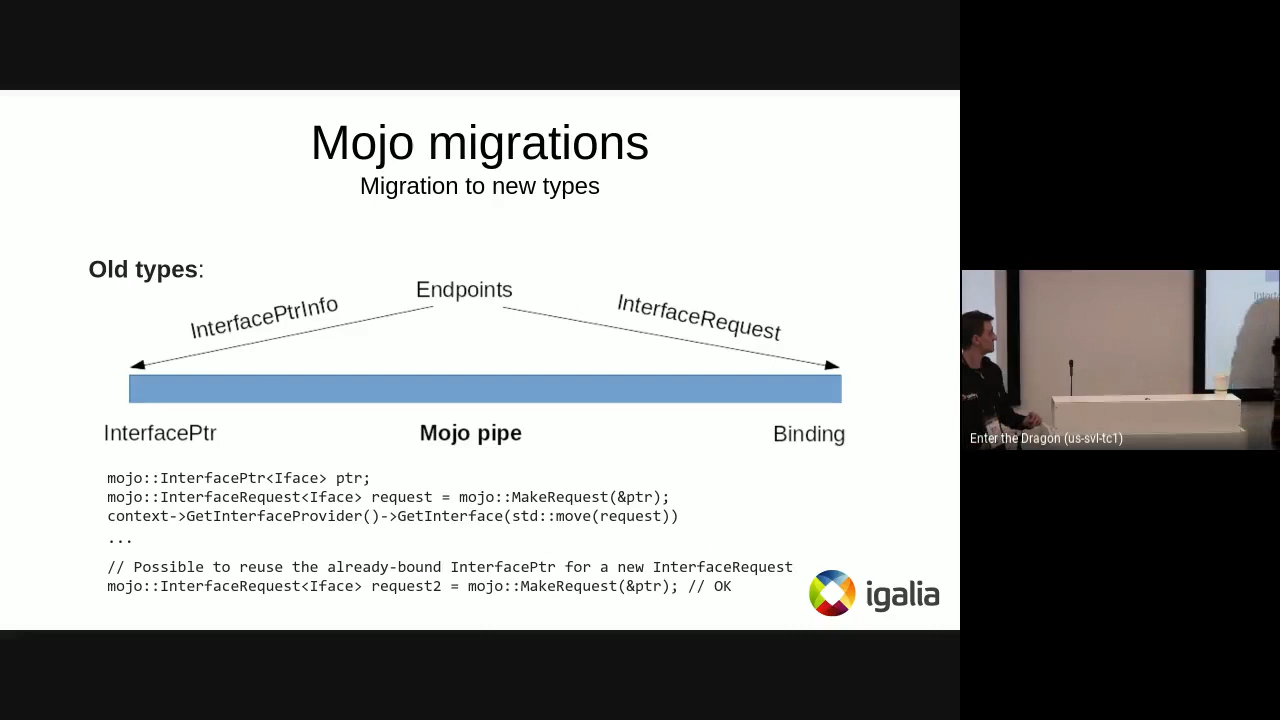 Mojo migrations
Migration to new types
Old types:
Endpoints
InterfacePtrInfo
InterfaceRequest
InterfacePtr
Mojo pipe
Binding
mojo::InterfacePtr<Iface> ptr;
mojo::InterfaceRequest<Iface> request = mojo::MakeRequest(&ptr);
context->GetInterfaceProvider()->GetInterface(std::move(request))
...
// Possible to reuse the already-bound InterfacePtr for a new InterfaceRequest
mojo::InterfaceRequest<Iface> request2 = mojo::MakeRequest(&ptr); // OK
igalia
Enter the Dragon (us-svl-tc1)